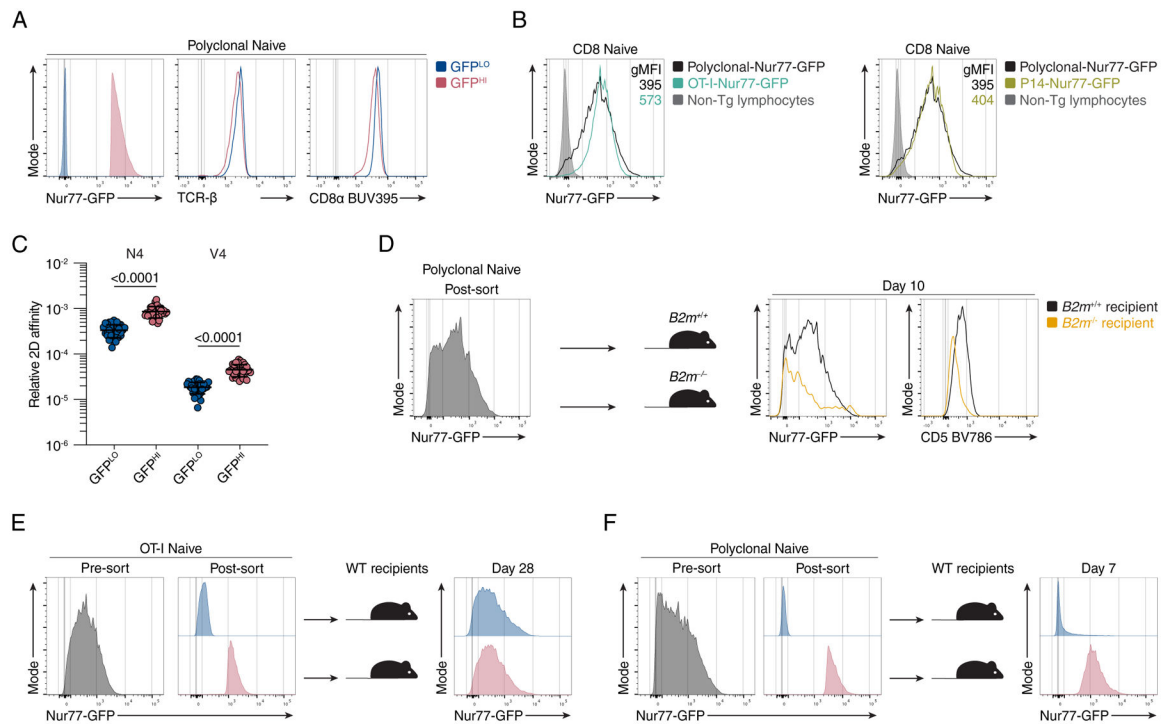 A
Polyclonal Naive
GFPLO
GFPHI
Mode
Nur77-GFP
TCR-β
CD8α BUV395
B
CD8 Naive
gMFI
395
573
Polyclonal-Nur77-GFP
OT-I-Nur77-GFP
Non-Tg lymphocytes
Mode
Nur77-GFP
CD8 Naive
gMFI
395
404
Polyclonal-Nur77-GFP
P14-Nur77-GFP
Non-Tg lymphocytes
Mode
Nur77-GFP
C
N4 V4
<0.0001
<0.0001
Relative 2D affinity
10-2
10-3
10-4
10-5
10-6
GFPLO GFPHI GFPLO GFPHI
D
Polyclonal Naive
Post-sort
Mode
Nur77-GFP
B2m+/+
B2m-/-
Day 10
Mode
Nur77-GFP
CD5 BV786
B2m+/+ recipient
B2m-/- recipient
E
OT-I Naive
Pre-sort Post-sort WT recipients Day 28
Mode
Mode
Nur77-GFP
Nur77-GFP
F
Polyclonal Naive
Pre-sort Post-sort WT recipients Day 7
Mode
Mode
Nur77-GFP
Nur77-GFP